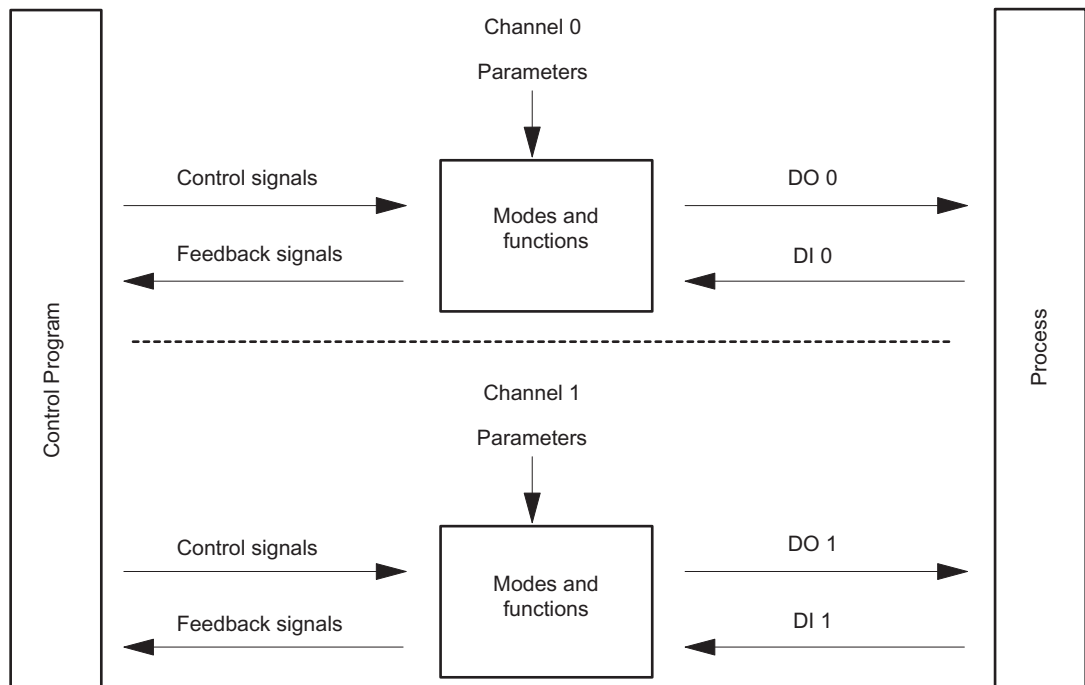 Channel 0
Parameters
Control signals
DO 0
Modes and
functions
Feedback signals
DI 0
Control Program
Process
Channel 1
Parameters
Control signals
DO 1
Modes and
functions
Feedback signals
DI 1